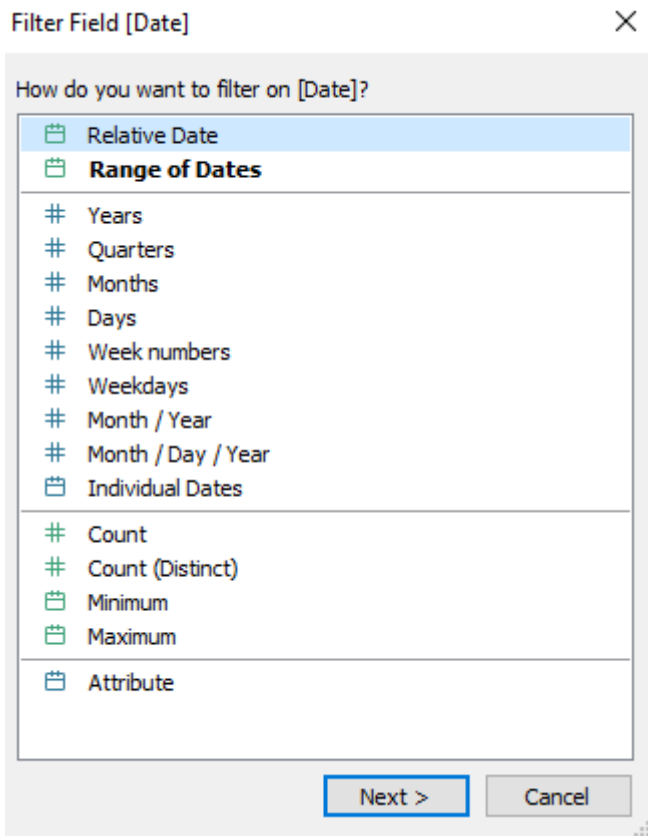 Filter Field [Date]
How do you want to filter on [Date]?
Relative Date
Range of Dates
Years
Quarters
Months
Days
Week numbers
Weekdays
Month / Year
Month / Day / Year
Individual Dates
Count
Count (Distinct)
Minimum
Maximum
Attribute
Next > Cancel